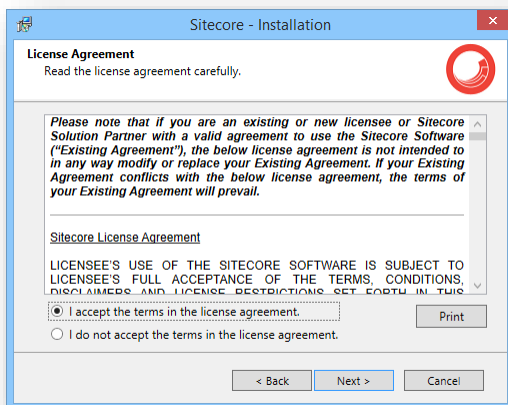 Sitecore - Installation
License Agreement
Read the license agreement carefully.
Please note that if you are an existing or new licensee or Sitecore
Solution Partner with a valid agreement to use the Sitecore Software
(“Existing Agreement”), the below license agreement is not intended to
in any way modify or replace your Existing Agreement. If your Existing
Agreement conflicts with the below license agreement, the terms of
your Existing Agreement will prevail.
Sitecore License Agreement
LICENSEE’S USE OF THE SITECORE SOFTWARE IS SUBJECT TO
LICENSEE’S FULL ACCEPTANCE OF THE TERMS, CONDITIONS,
DISCLAIMERS AND LICENSE RESTRICTIONS SET FORTH IN THIS
I accept the terms in the license agreement.
Print
I do not accept the terms in the license agreement.
< Back
Next >
Cancel